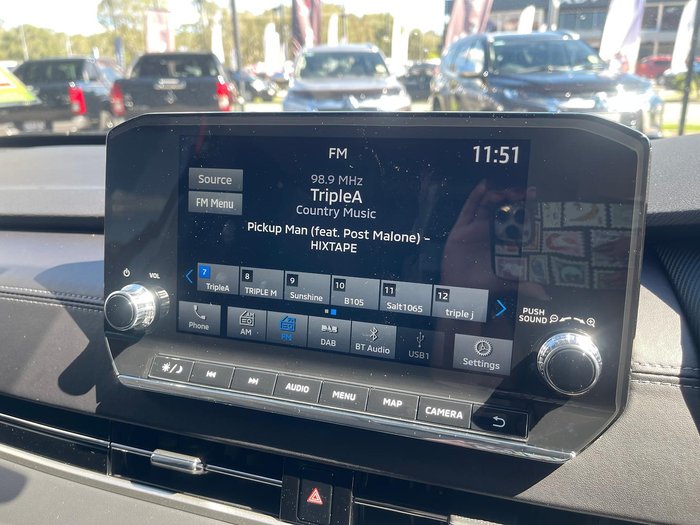 FM
11:51
Source
98.9 MHz
TripleA
FM Menu
Country Music
Pickup Man (feat. Post Malone) –
HIXTAPE
7 TripleA
8 TRIPLE M
9 Sunshine
10 B105
11 Salt1065
12 triple j
VOL
PUSH
SOUND
Phone
AM
FM
DAB
BT Audio
USB1
Settings
AUDIO
MENU
MAP
CAMERA